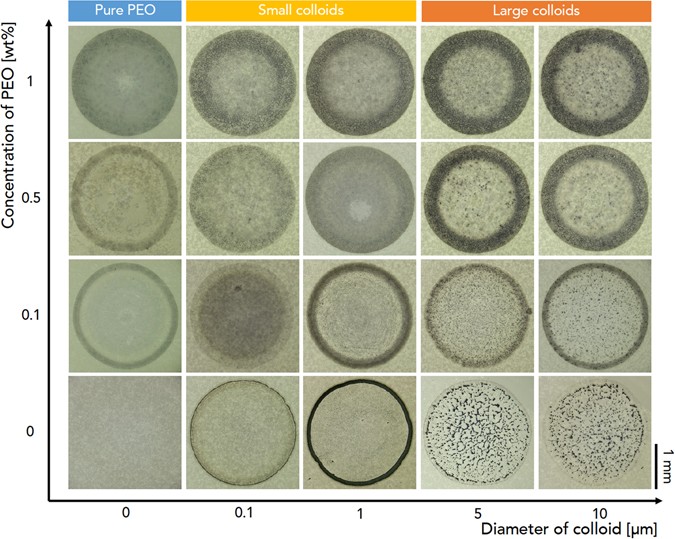 Pure PEO Small colloids Large colloids
Concentration of PEO [wt%]
1
0.5
0.1
0
1 mm
0 0.1 1 5 10
Diameter of colloid [μm]